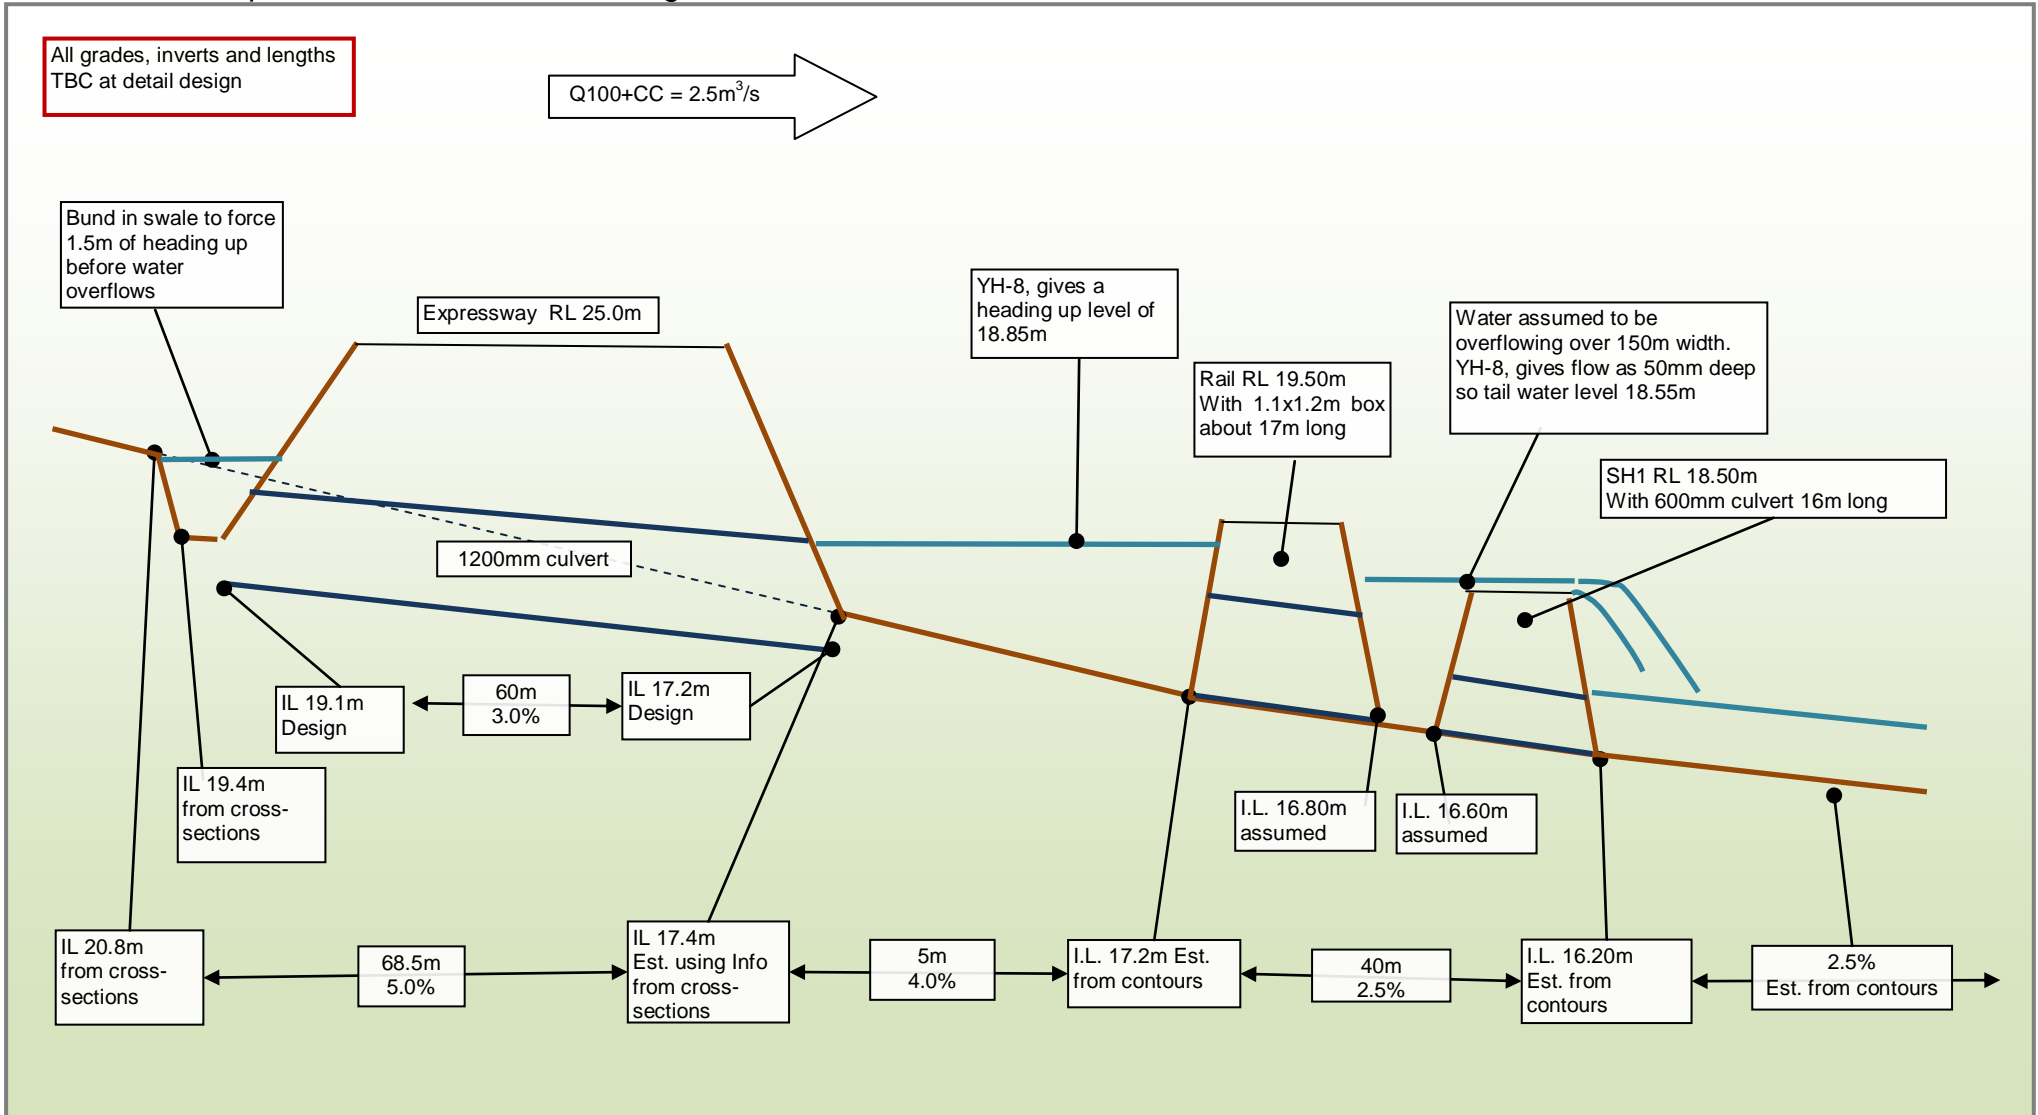 All grades, inverts and lengths
TBC at detail design
Q100+CC = 2.5m³/s
Bund in swale to force
1.5m of heading up
before water
overflows
Expressway RL 25.0m
YH-8, gives a
heading up level of
18.85m
Rail RL 19.50m
With 1.1x1.2m box
about 17m long
Water assumed to be
overflowing over 150m width.
YH-8, gives flow as 50mm deep
so tail water level 18.55m
SH1 RL 18.50m
With 600mm culvert 16m long
1200mm culvert
IL 19.1m
Design
60m
3.0%
IL 17.2m
Design
IL 19.4m
from cross-
sections
I.L. 16.80m
assumed
I.L. 16.60m
assumed
IL 20.8m
from cross-
sections
68.5m
5.0%
IL 17.4m
Est. using Info
from cross-
sections
5m
4.0%
I.L. 17.2m Est.
from contours
40m
2.5%
I.L. 16.20m
Est. from
contours
2.5%
Est. from contours